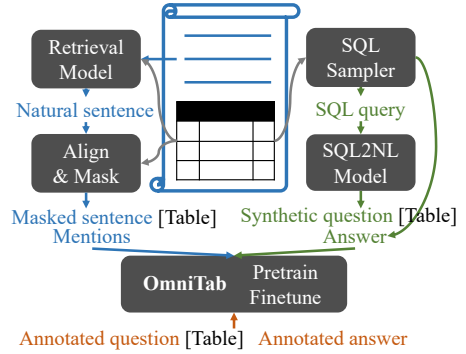 Retrieval
Model
SQL
Sampler
Natural sentence
SQL query
Align
& Mask
SQL2NL
Model
Masked sentence [Table]
Mentions
Synthetic question [Table]
Answer
OmniTab
Pretrain
Finetune
Annotated question [Table] Annotated answer